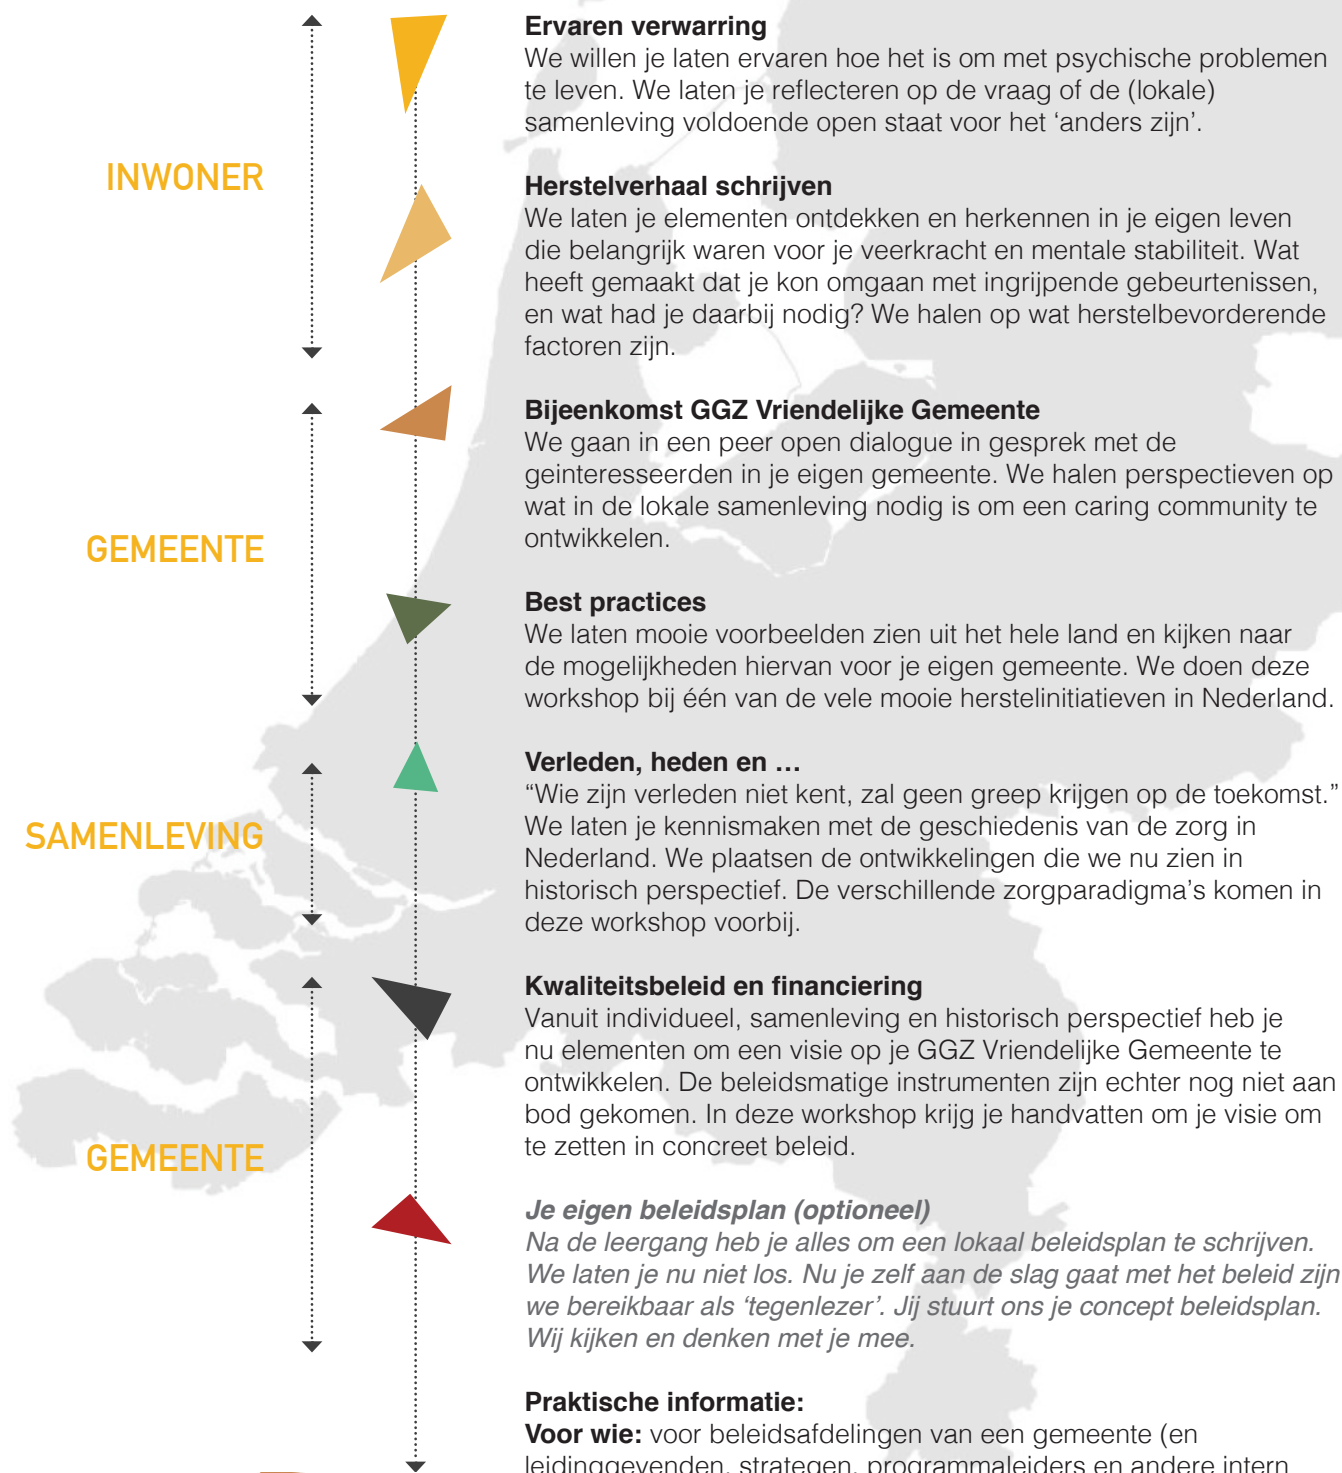 Ervaren verwarring
We willen je laten ervaren hoe het is om met psychische problemen
te leven. We laten je reflecteren op de vraag of de (lokale)
samenleving voldoende open staat voor het ‘anders zijn’.
INWONER
Herstelverhaal schrijven
We laten je elementen ontdekken en herkennen in je eigen leven
die belangrijk waren voor je veerkracht en mentale stabiliteit. Wat
heeft gemaakt dat je kon omgaan met ingrijpende gebeurtenissen,
en wat had je daarbij nodig? We halen op wat herstelbevorderende
factoren zijn.
Bijeenkomst GGZ Vriendelijke Gemeente
We gaan in een peer open dialogue in gesprek met de
geinteresseerden in je eigen gemeente. We halen perspectieven op
wat in de lokale samenleving nodig is om een caring community te
ontwikkelen.
GEMEENTE
Best practices
We laten mooie voorbeelden zien uit het hele land en kijken naar
de mogelijkheden hiervan voor je eigen gemeente. We doen deze
workshop bij één van de vele mooie herstelinitiatieven in Nederland.
Verleden, heden en …
“Wie zijn verleden niet kent, zal geen greep krijgen op de toekomst.”
We laten je kennismaken met de geschiedenis van de zorg in
Nederland. We plaatsen de ontwikkelingen die we nu zien in
historisch perspectief. De verschillende zorgparadigma’s komen in
deze workshop voorbij.
SAMENLEVING
Kwaliteitsbeleid en financiering
Vanuit individueel, samenleving en historisch perspectief heb je
nu elementen om een visie op je GGZ Vriendelijke Gemeente te
ontwikkelen. De beleidsmatige instrumenten zijn echter nog niet aan
bod gekomen. In deze workshop krijg je handvatten om je visie om
te zetten in concreet beleid.
GEMEENTE
Je eigen beleidsplan (optioneel)
Na de leergang heb je alles om een lokaal beleidsplan te schrijven.
We laten je nu niet los. Nu je zelf aan de slag gaat met het beleid zijn
we bereikbaar als ‘tegenlezer’. Jij stuurt ons je concept beleidsplan.
Wij kijken en denken met je mee.
Praktische informatie:
Voor wie: voor beleidsafdelingen van een gemeente (en
leidinggevenden, strategen, programmaleiders en andere intern